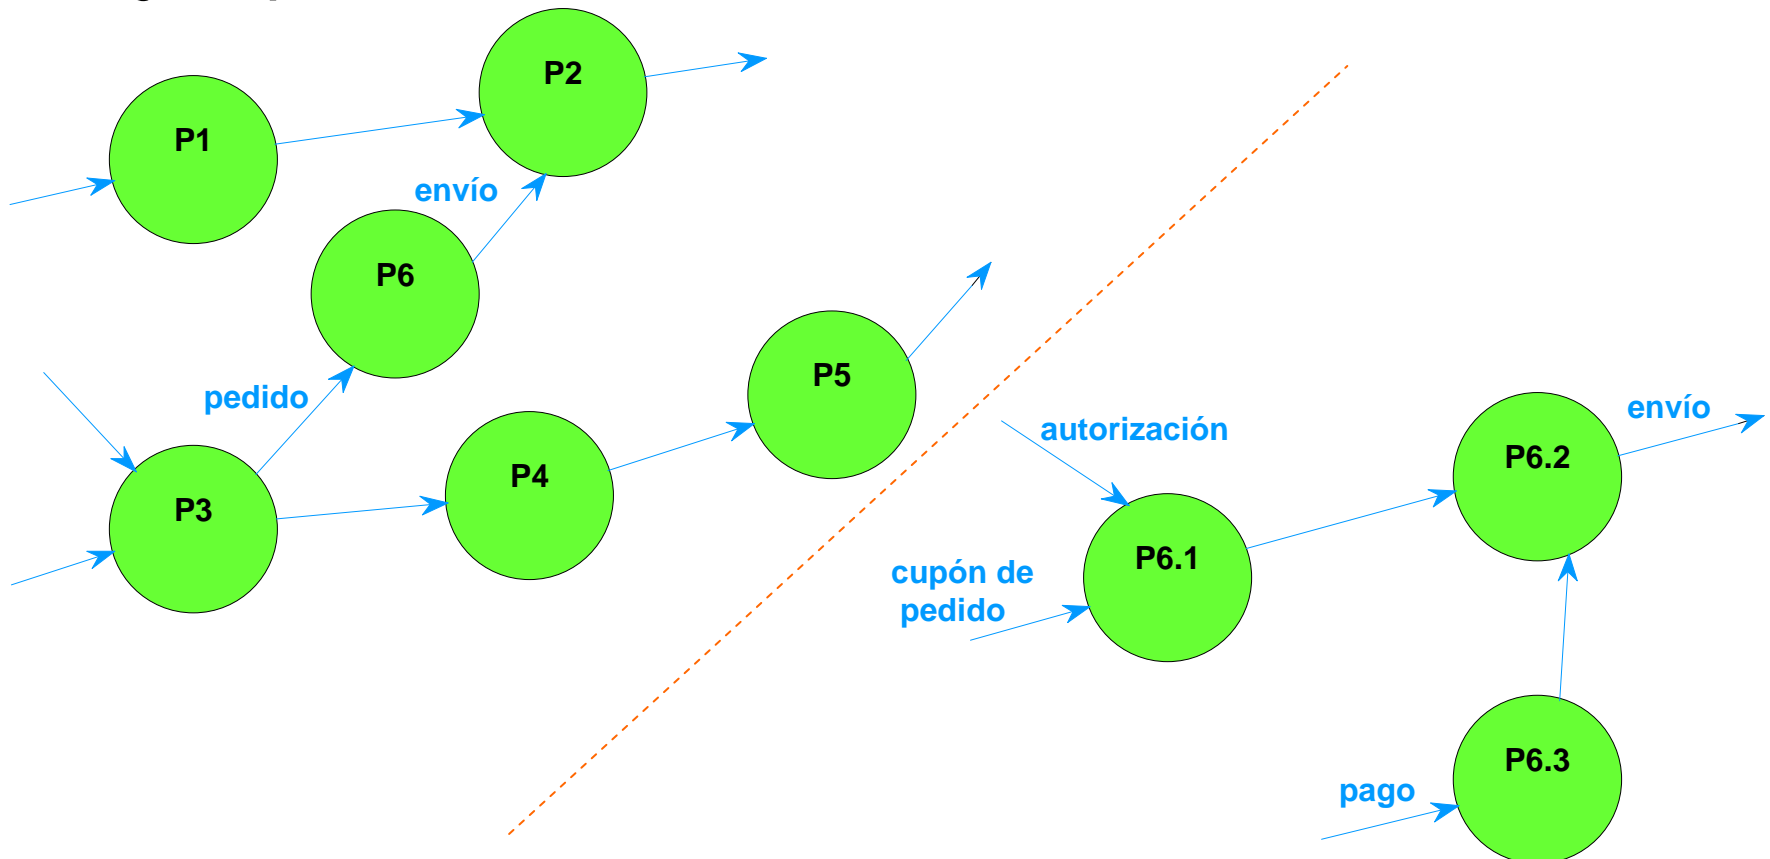 P2
P1
envío
P6
P5
pedido
autorización
envío
P6.2
P4
P3
P6.1
cupón de
pedido
P6.3
pago